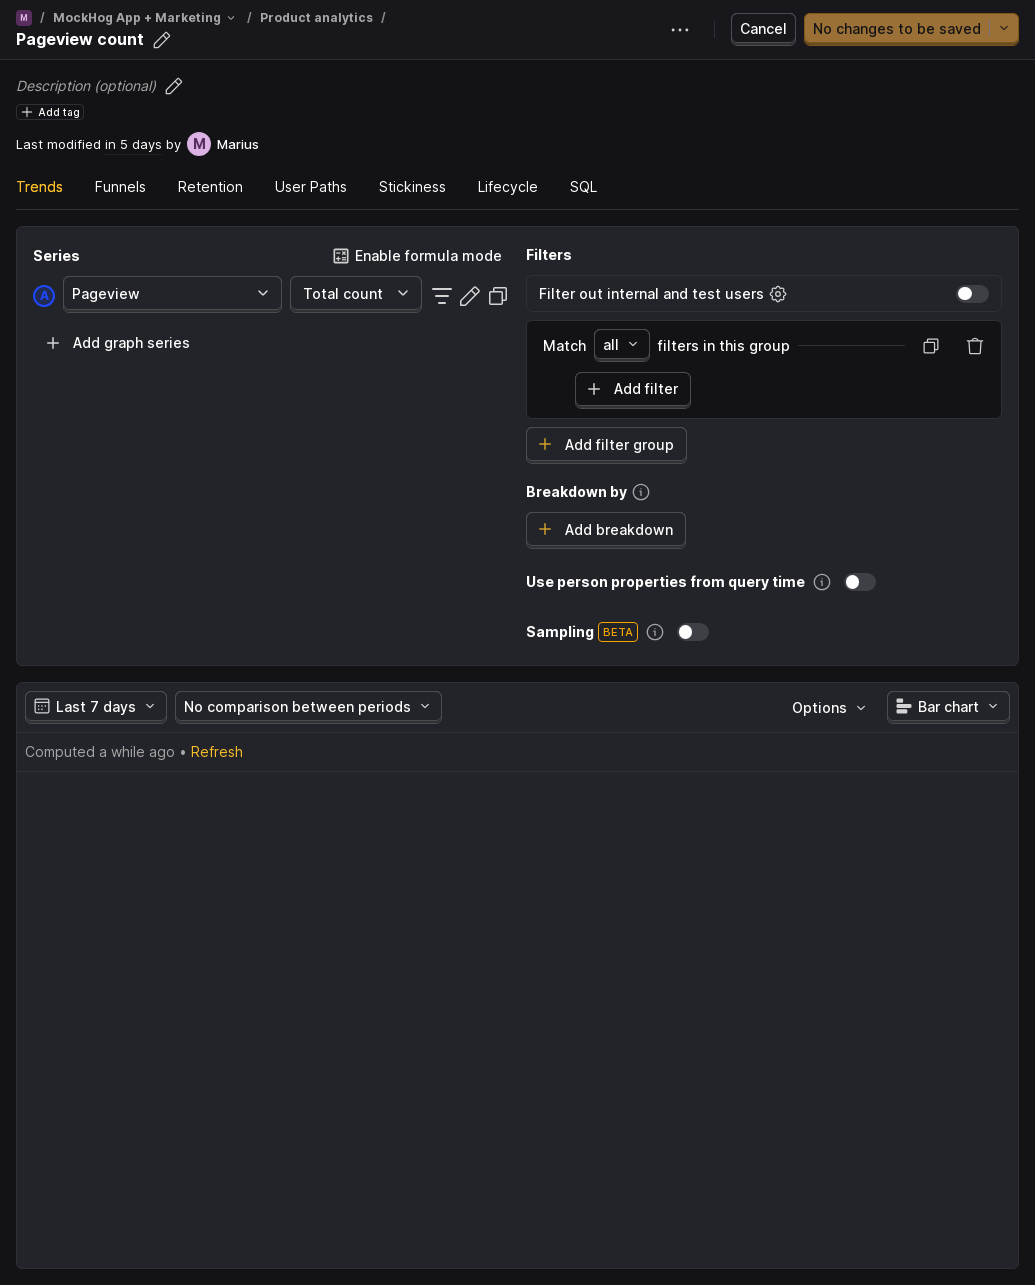 M / MockHog App + Marketing / Product analytics /
Pageview count
Cancel
No changes to be saved
Description (optional)
Add tag
Last modified in 5 days by M Marius
Trends Funnels Retention User Paths Stickiness Lifecycle SQL
Series
Enable formula mode
A Pageview Total count
Add graph series
Filters
Filter out internal and test users
Match all filters in this group
Add filter
Add filter group
Breakdown by
Add breakdown
Use person properties from query time
Sampling BETA
Last 7 days No comparison between periods Options Bar chart
Computed a while ago • Refresh